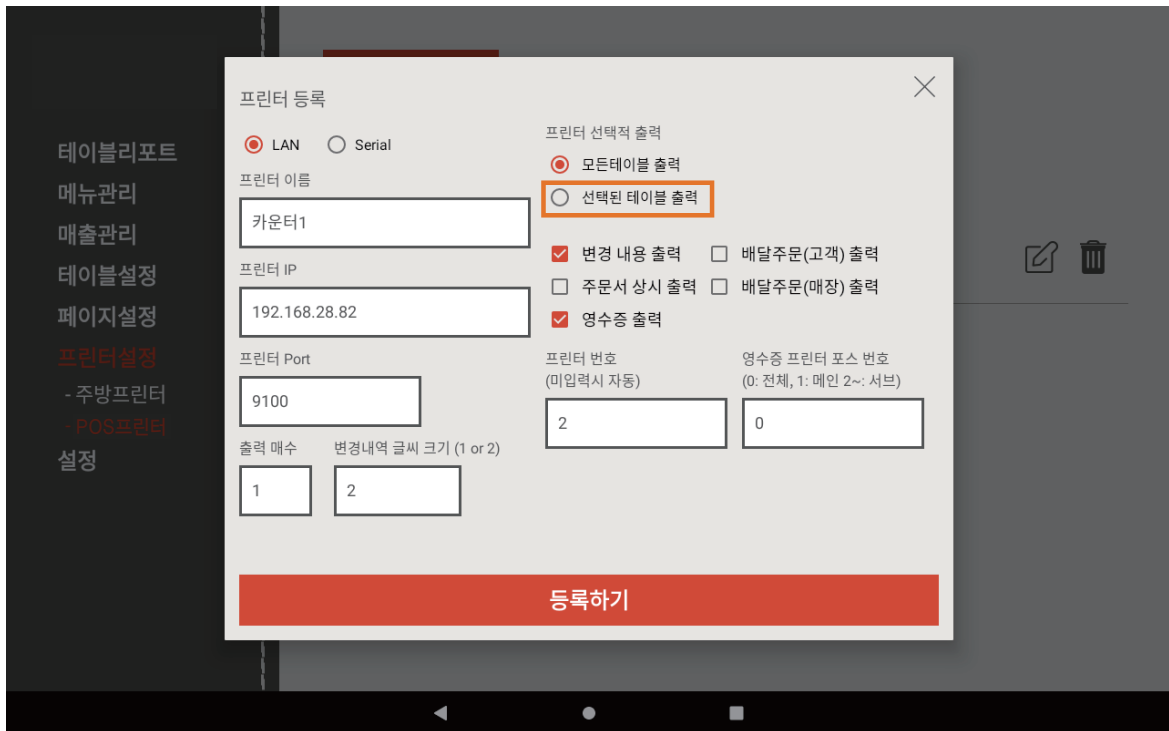 테이블리포트
메뉴관리
매출관리
테이블설정
페이지설정
프린터설정
- 주방프린터
- POS프린터
설정
프린터 등록
LAN Serial
프린터 이름
카운터1
프린터 IP
192.168.28.82
프린터 Port
9100
출력 매수 변경내역 글씨 크기 (1 or 2)
1 2
프린터 선택적 출력
모든테이블 출력
선택된 테이블 출력
변경 내용 출력 배달주문(고객) 출력
주문서 상시 출력 배달주문(매장) 출력
영수증 출력
프린터 번호 영수증 프린터 포스 번호
(미입력시 자동) (0: 전체, 1: 메인 2~: 서브)
2 0
등록하기